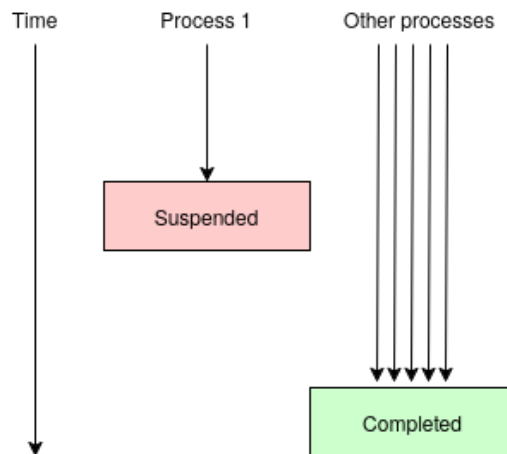 Time
Process 1
Other processes
Suspended
Completed